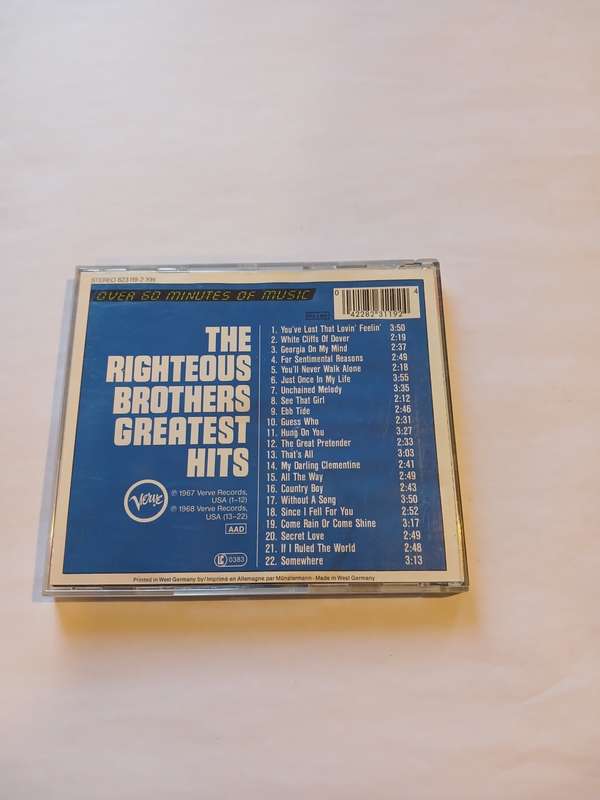 STEREO 823 119-2 YH
OVER 60 MINUTES OF MUSIC
0 42282 31192 4
THE
RIGHTEOUS
BROTHERS
GREATEST
HITS
1. You've Lost That Lovin' Feelin' 3:50
2. White Cliffs Of Dover 2:19
3. Georgia On My Mind 2:37
4. For Sentimental Reasons 2:49
5. You'll Never Walk Alone 2:18
6. Just Once In My Life 3:55
7. Unchained Melody 3:35
8. See That Girl 2:12
9. Ebb Tide 2:46
10. Guess Who 2:31
11. Hung On You 3:27
12. The Great Pretender 2:33
13. That's All 3:03
14. My Darling Clementine 2:41
15. All The Way 2:49
16. Country Boy 2:43
17. Without A Song 3:50
18. Since I Fell For You 2:52
19. Come Rain Or Come Shine 3:17
20. Secret Love 2:49
21. If I Ruled The World 2:48
22. Somewhere 3:13
Verve
℗ 1967 Verve Records,
USA (1-12)
℗ 1968 Verve Records,
USA (13-22)
AAD
LC 0383
Printed in West Germany by/Imprimé en Allemagne par Münstermann - Made in West Germany